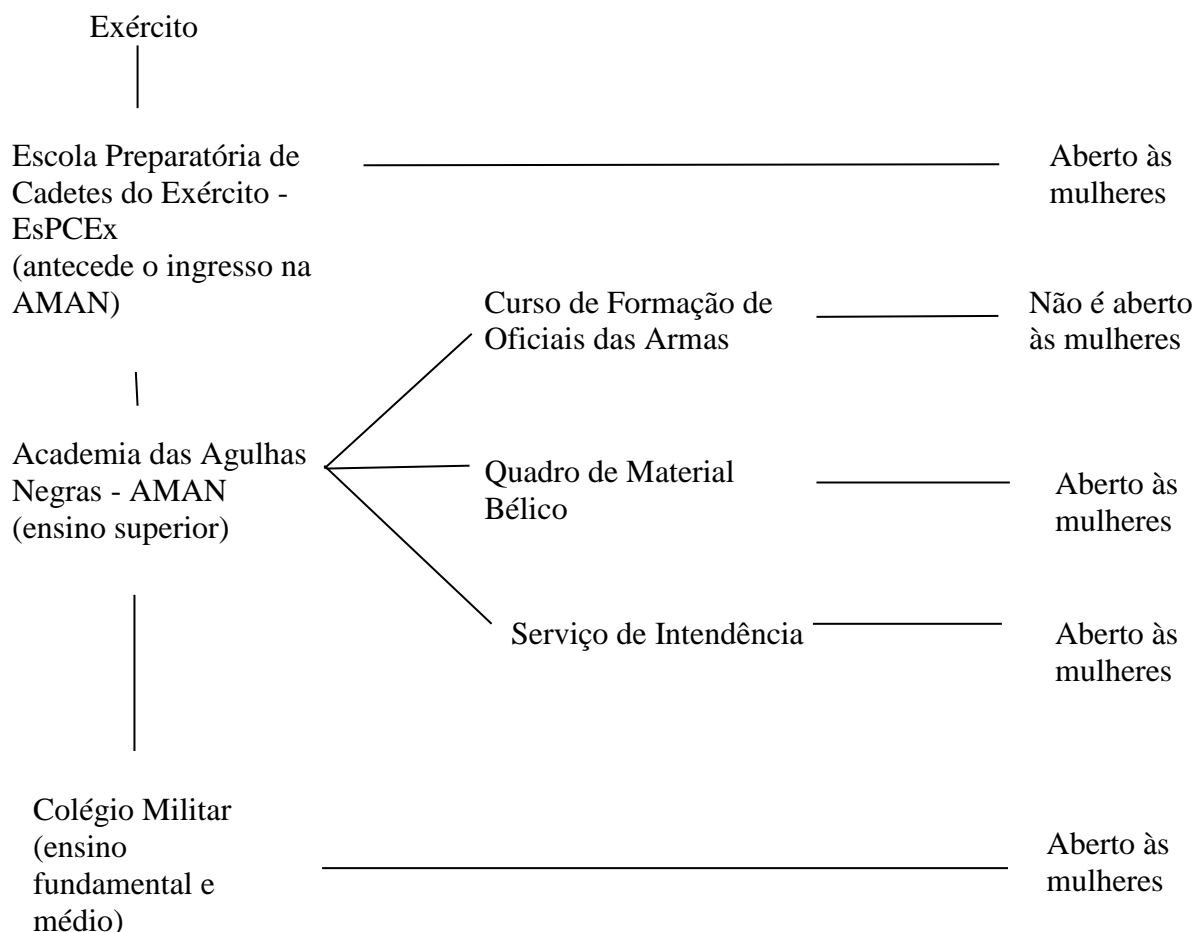 Exército
Escola Preparatória de
Cadetes do Exército -
EsPCEx
(antecede o ingresso na
AMAN)
Aberto às
mulheres
Curso de Formação de
Oficiais das Armas
Não é aberto
às mulheres
Academia das Agulhas
Negras - AMAN
(ensino superior)
Quadro de Material
Bélico
Aberto às
mulheres
Serviço de Intendência
Aberto às
mulheres
Colégio Militar
(ensino
fundamental e
médio)
Aberto às
mulheres